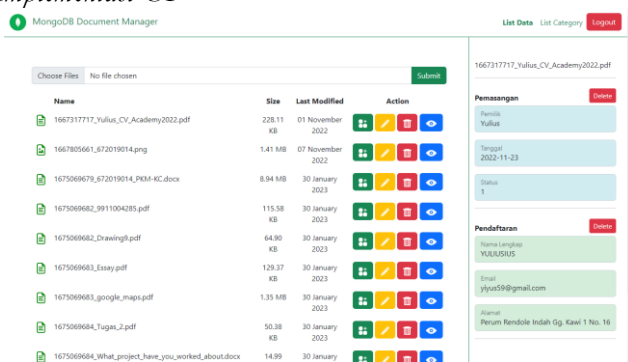 MongoDB Document Manager
List Data List Category Logout
Choose Files No file chosen Submit
Name Size Last Modified Action
1667317717_Yulius_CV_Academy2022.pdf 228.11 KB 01 November 2022
1667805661_672019014.png 1.41 MB 07 November 2022
1675069679_672019014_PKM-KC.docx 8.94 MB 30 January 2023
1675069682_9911004285.pdf 115.58 KB 30 January 2023
1675069682_Drawing9.pdf 64.90 KB 30 January 2023
1675069683_Essay.pdf 129.37 KB 30 January 2023
1675069683_google_maps.pdf 1.35 MB 30 January 2023
1675069684_Tugas_2.pdf 50.38 KB 30 January 2023
1675069684_What_project_have_you_worked_about.docx 14.99 30 January
1667317717_Yulius_CV_Academy2022.pdf
Pemasangan Delete
Pemilik
Yulius
Tanggal
2022-11-23
Status
1
Pendaftaran Delete
Nama Lengkap
YULIUSIUS
Email
yiyus59@gmail.com
Alamat
Perum Rendole Indah Gg. Kawi 1 No. 16